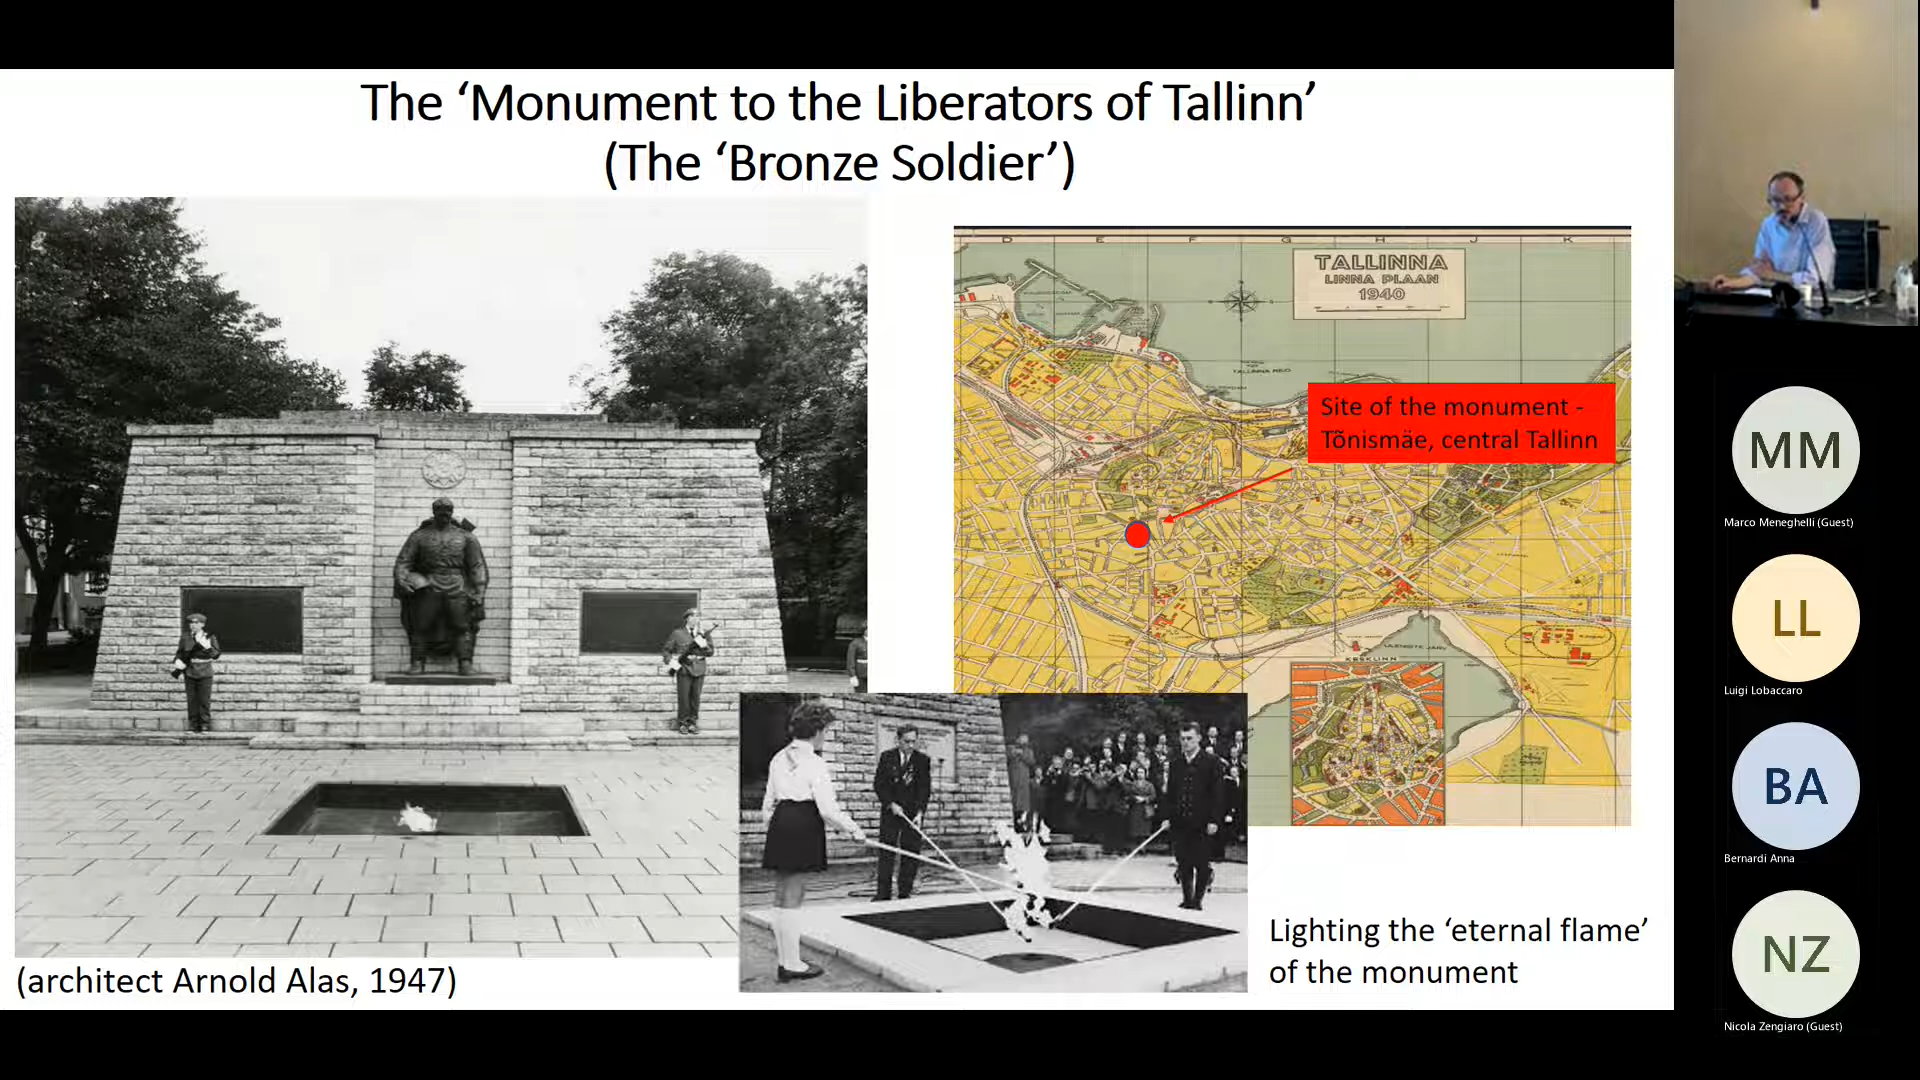 The ‘Monument to the Liberators of Tallinn’
(The ‘Bronze Soldier’)
D E F G H J K
TALLINNA
LINNA PLAAN
1940
Site of the monument -
Tõnismäe, central Tallinn
KESKLINN
(architect Arnold Alas, 1947)
Lighting the ‘eternal flame’
of the monument
MM
Marco Meneghelli (Guest)
LL
Luigi Lobaccaro
BA
Bernardi Anna
NZ
Nicola Zengiaro (Guest)